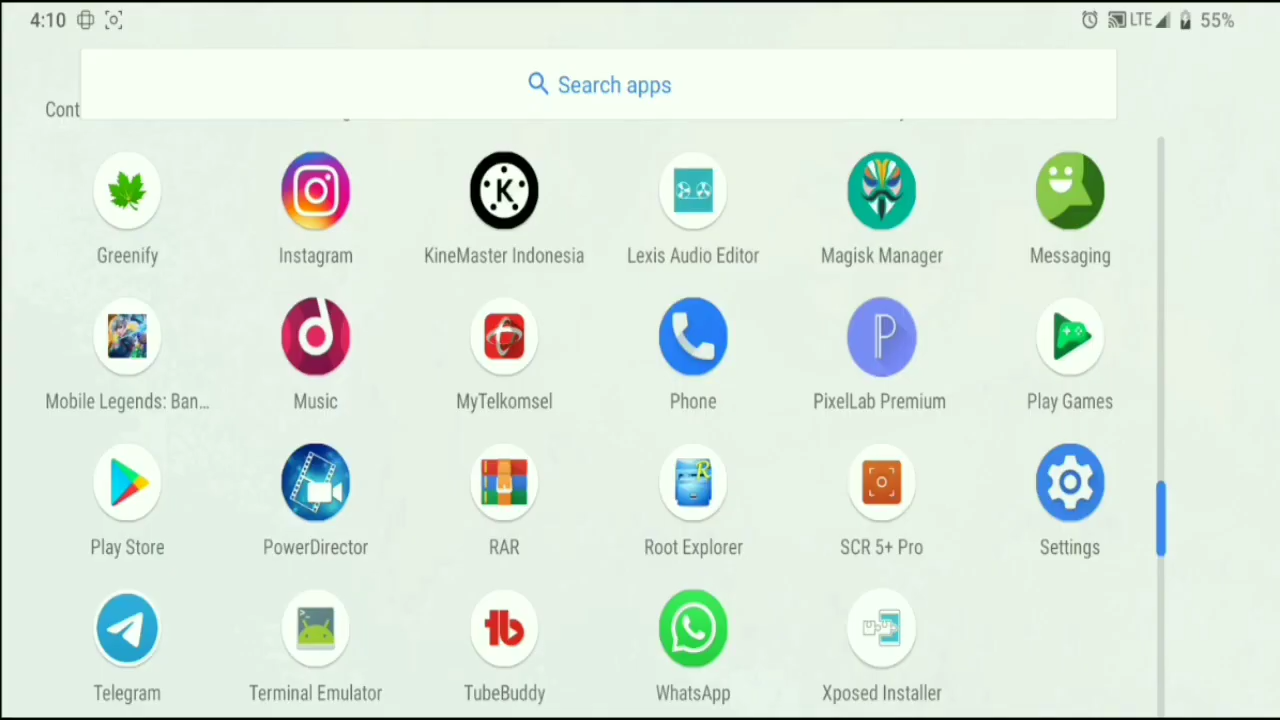 4:10 LTE 55%
Search apps
Cont
Greenify Instagram KineMaster Indonesia Lexis Audio Editor Magisk Manager Messaging
Mobile Legends: Ban... Music MyTelkomsel Phone PixelLab Premium Play Games
Play Store PowerDirector RAR Root Explorer SCR 5+ Pro Settings
Telegram Terminal Emulator TubeBuddy WhatsApp Xposed Installer